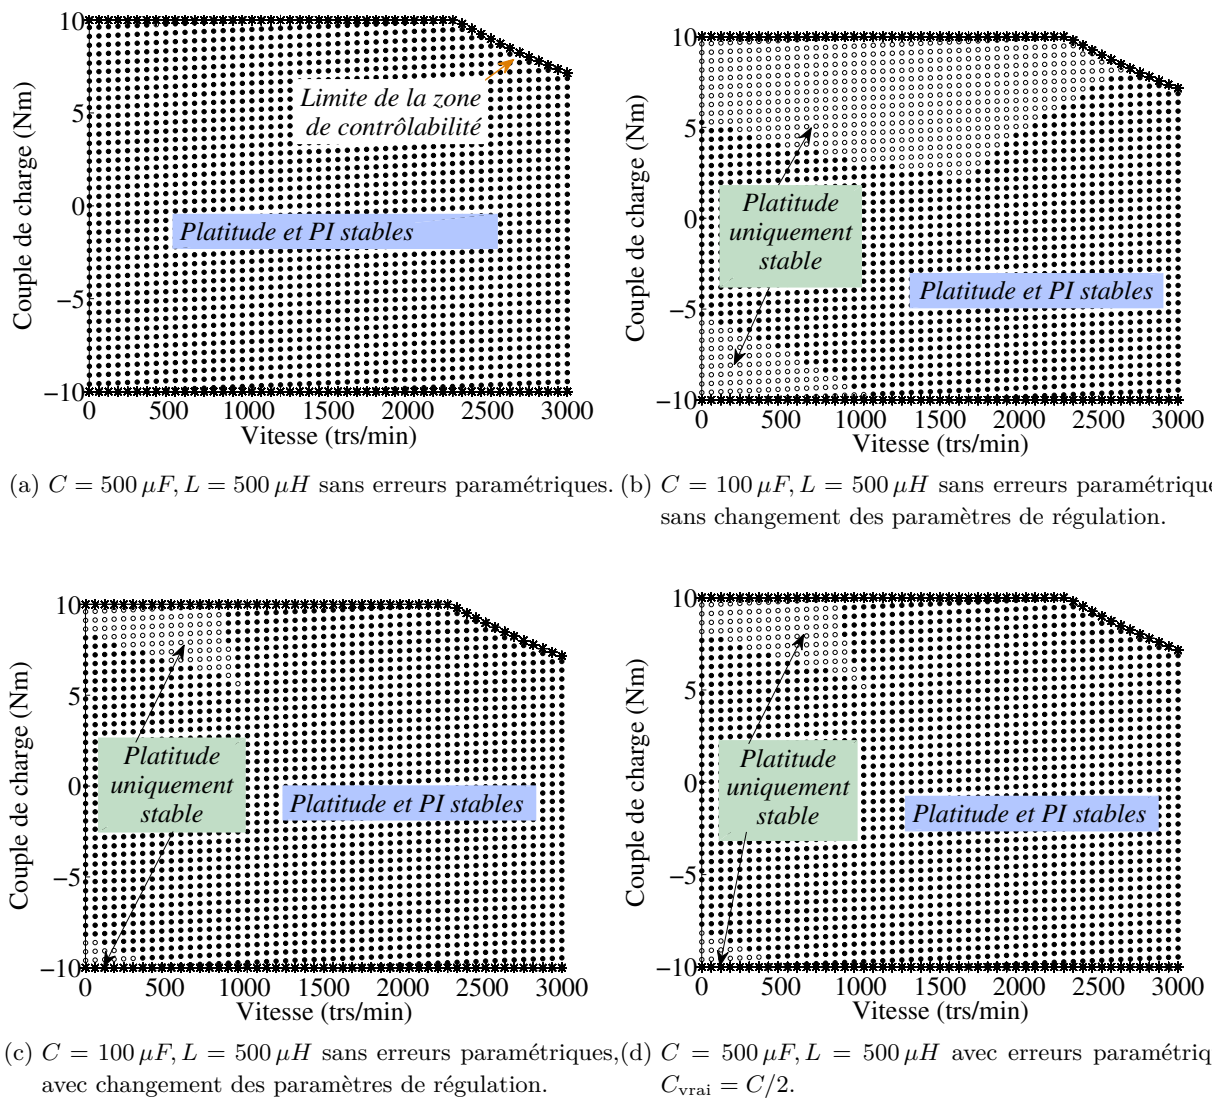 10
5
0
−5
−10
Couple de charge (Nm)
Limite de la zone
de contrôlabilité
Platitude et PI stables
0
500
1000
1500
2000
2500
3000
Vitesse (trs/min)
(a) C = 500 μF, L = 500 μH sans erreurs paramétriques.
10
5
0
−5
−10
Couple de charge (Nm)
Platitude
uniquement
stable
Platitude et PI stables
0
500
1000
1500
2000
2500
3000
Vitesse (trs/min)
(b) C = 100 μF, L = 500 μH sans erreurs paramétrique
sans changement des paramètres de régulation.
10
5
0
−5
−10
Couple de charge (Nm)
Platitude
uniquement
stable
Platitude et PI stables
0
500
1000
1500
2000
2500
3000
Vitesse (trs/min)
(c) C = 100 μF, L = 500 μH sans erreurs paramétriques,
avec changement des paramètres de régulation.
10
5
0
−5
−10
Couple de charge (Nm)
Platitude
uniquement
stable
Platitude et PI stables
0
500
1000
1500
2000
2500
3000
Vitesse (trs/min)
(d) C = 500 μF, L = 500 μH avec erreurs paramétriq
C_vrai = C/2.